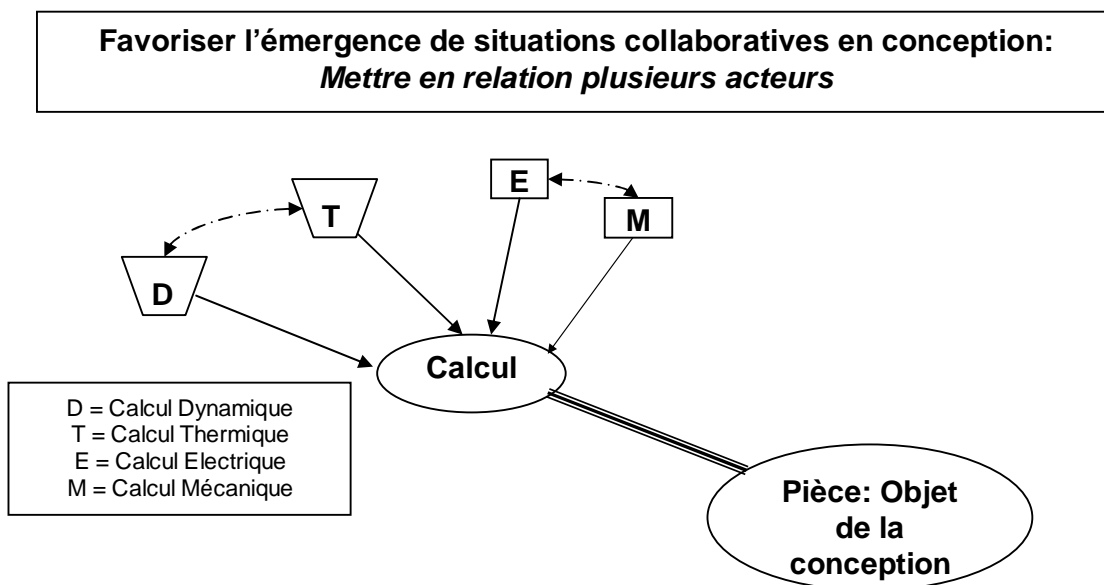 Favoriser l'émergence de situations collaboratives en conception:
Mettre en relation plusieurs acteurs
E
T
M
D
Calcul
D = Calcul Dynamique
T = Calcul Thermique
E = Calcul Electrique
M = Calcul Mécanique
Pièce: Objet
de la
conception